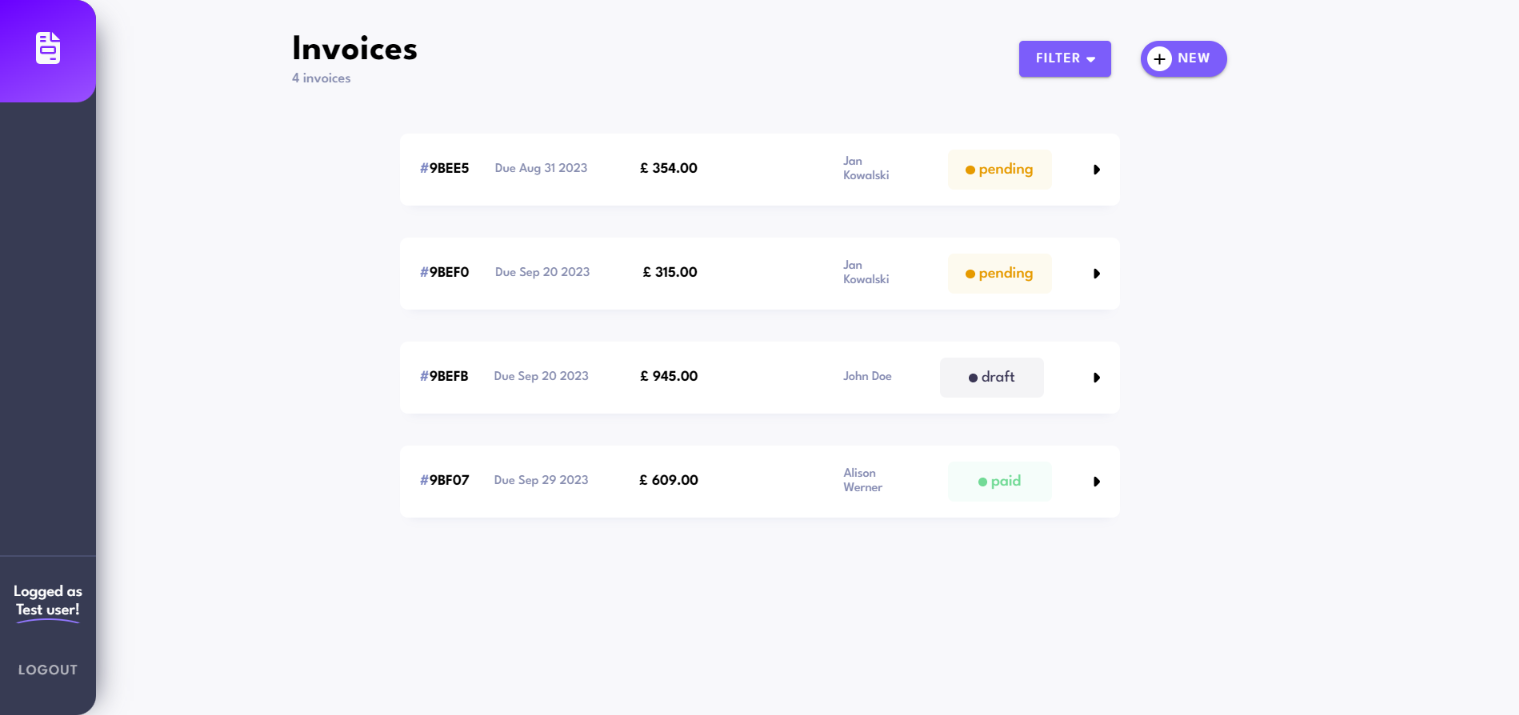 Invoices
4 invoices
FILTER
NEW
#9BEE5 Due Aug 31 2023 £ 354.00 Jan Kowalski pending
#9BEF0 Due Sep 20 2023 £ 315.00 Jan Kowalski pending
#9BEFB Due Sep 20 2023 £ 945.00 John Doe draft
#9BF07 Due Sep 29 2023 £ 609.00 Alison Werner paid
Logged as
Test user!
LOGOUT